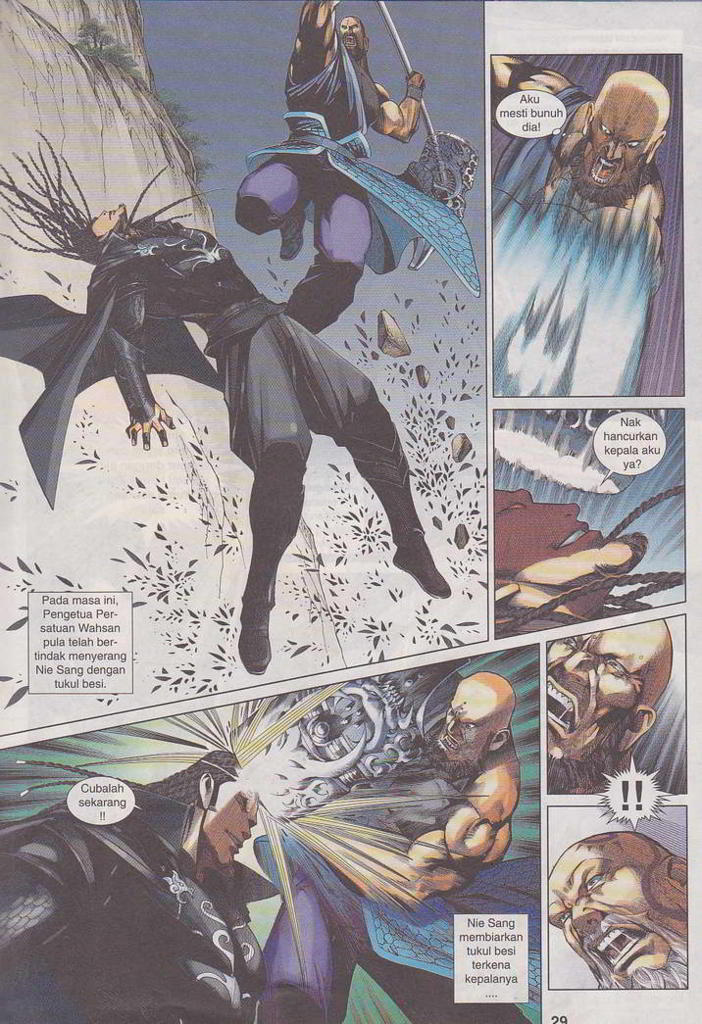 Pada masa ini,
Pengetua Per-
satuan Wahsan
pula telah ber-
tindak menyerang
Nie Sang dengan
tukul besi.
Aku
mesti bunuh
dia!
Nak
hancurkan
kepala aku
ya?
Cubalah
sekarang
!!
Nie Sang
membiarkan
tukul besi
terkena
kepalanya
....
!!
29